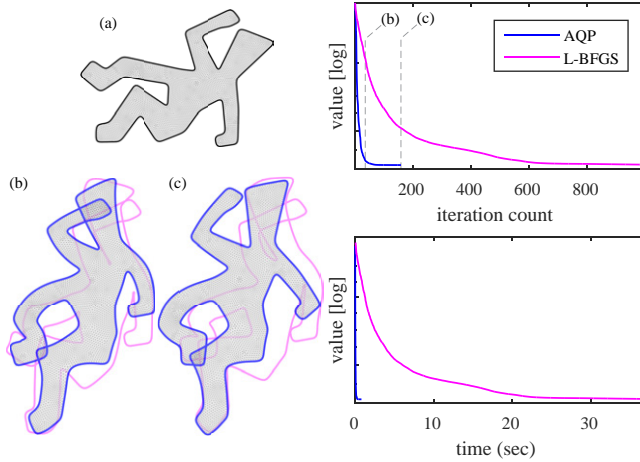 (a)
(b)
(c)
(b)
(c)
AQP
L-BFGS
value [log]
200
400
600
800
iteration count
value [log]
0
10
20
30
time (sec)